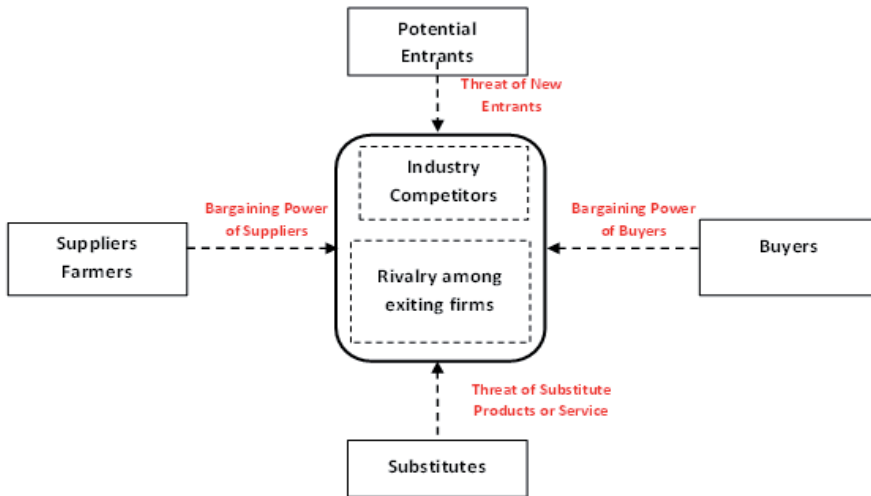 Potential
Entrants
Threat of New
Entrants
Industry
Competitors
Bargaining Power
of Suppliers
Bargaining Power
of Buyers
Suppliers
Farmers
Buyers
Rivalry among
exiting firms
Threat of Substitute
Products or Service
Substitutes